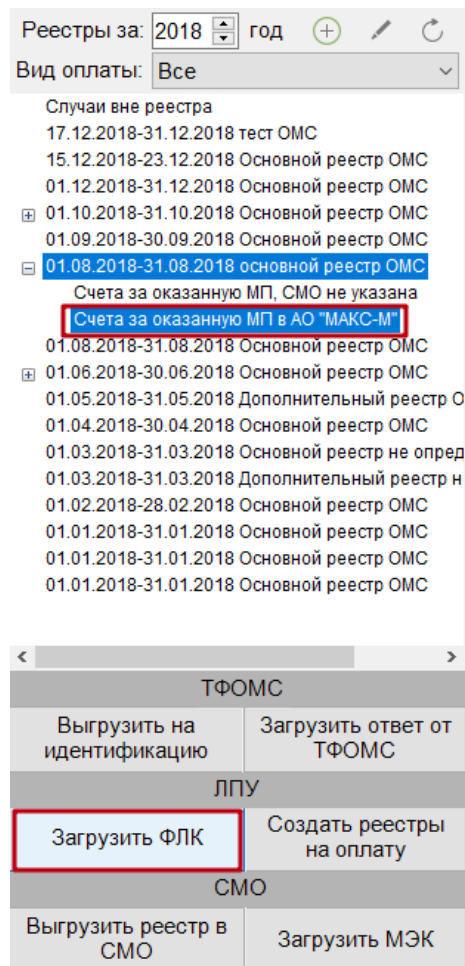 Реестры за: 2018 год
Вид оплаты: Все
Случаи вне реестра
17.12.2018-31.12.2018 тест ОМС
15.12.2018-23.12.2018 Основной реестр ОМС
01.12.2018-31.12.2018 Основной реестр ОМС
01.10.2018-31.10.2018 Основной реестр ОМС
01.09.2018-30.09.2018 Основной реестр ОМС
01.08.2018-31.08.2018 основной реестр ОМС
Счета за оказанную МП, СМО не указана
Счета за оказанную МП в АО "МАКС-М"
01.08.2018-31.08.2018 Основной реестр ОМС
01.06.2018-30.06.2018 Основной реестр ОМС
01.05.2018-31.05.2018 Дополнительный реестр О
01.04.2018-30.04.2018 Основной реестр ОМС
01.03.2018-31.03.2018 Основной реестр не опред
01.03.2018-31.03.2018 Дополнительный реестр н
01.02.2018-28.02.2018 Основной реестр ОМС
01.01.2018-31.01.2018 Основной реестр ОМС
01.01.2018-31.01.2018 Основной реестр ОМС
01.01.2018-31.01.2018 Основной реестр ОМС
ТФОМС
Выгрузить на
идентификацию
Загрузить ответ от
ТФОМС
ЛПУ
Загрузить ФЛК
Создать реестры
на оплату
СМО
Выгрузить реестр в
СМО
Загрузить МЭК